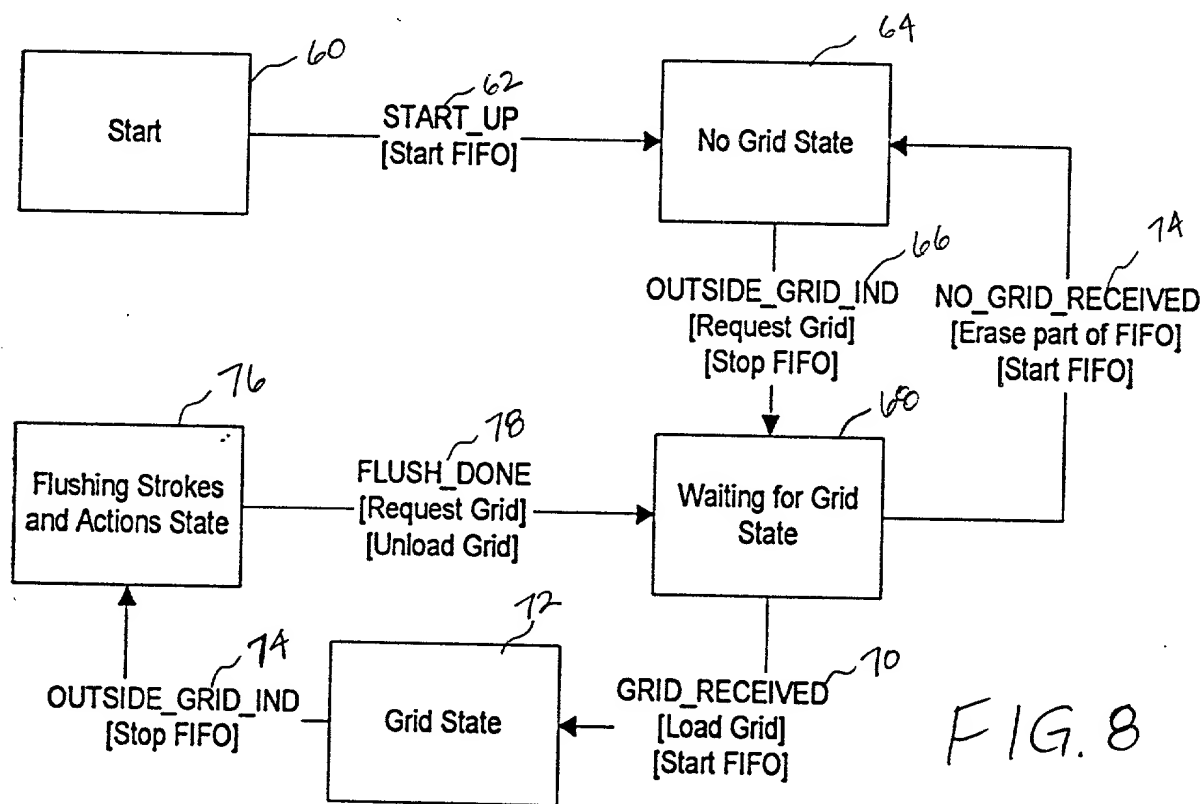 60
Start
62
START_UP
[Start FIFO]
64
No Grid State
66
OUTSIDE_GRID_IND
[Request Grid]
[Stop FIFO]
74
NO_GRID_RECEIVED
[Erase part of FIFO]
[Start FIFO]
76
Flushing Strokes
and Actions State
78
FLUSH_DONE
[Request Grid]
[Unload Grid]
68
Waiting for Grid
State
74
OUTSIDE_GRID_IND
[Stop FIFO]
72
Grid State
70
GRID_RECEIVED
[Load Grid]
[Start FIFO]
FIG. 8